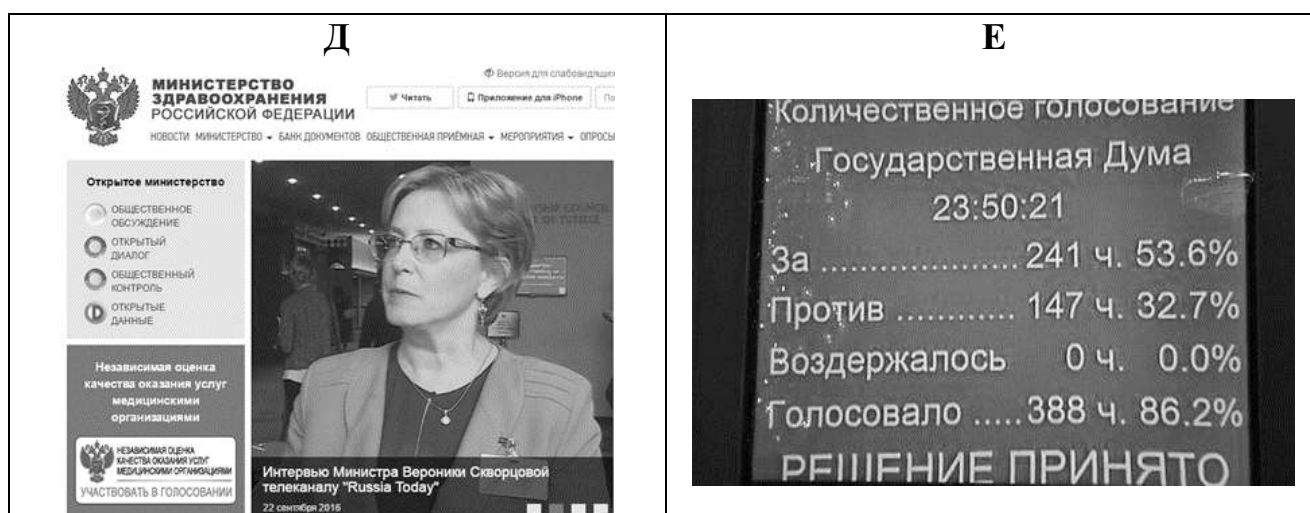 Д
Версия для слабовидящих
МИНИСТЕРСТВО
ЗДРАВООХРАНЕНИЯ
РОССИЙСКОЙ ФЕДЕРАЦИИ
Читать
Приложение для iPhone
НОВОСТИ МИНИСТЕРСТВО БАНК ДОКУМЕНТОВ ОБЩЕСТВЕННАЯ ПРИЁМНАЯ МЕРОПРИЯТИЯ ОПРОСЫ
Открытое министерство
ОБЩЕСТВЕННОЕ
ОБСУЖДЕНИЕ
ОТКРЫТЫЙ
ДИАЛОГ
ОБЩЕСТВЕННЫЙ
КОНТРОЛЬ
ОТКРЫТЫЕ
ДАННЫЕ
Независимая оценка
качества оказания услуг
медицинскими
организациями
НЕЗАВИСИМАЯ ОЦЕНКА
КАЧЕСТВА ОКАЗАНИЯ УСЛУГ
МЕДИЦИНСКИМИ ОРГАНИЗАЦИЯМИ
УЧАСТВОВАТЬ В ГОЛОСОВАНИИ
Интервью Министра Вероники Скворцовой
телеканалу "Russia Today"
22 сентября 2016
Е
Количественное голосование
Государственная Дума
23:50:21
За ................... 241 ч. 53.6%
Против ............ 147 ч. 32.7%
Воздержалось 0 ч. 0.0%
Голосовало .....388 ч. 86.2%
РЕШЕНИЕ ПРИНЯТО